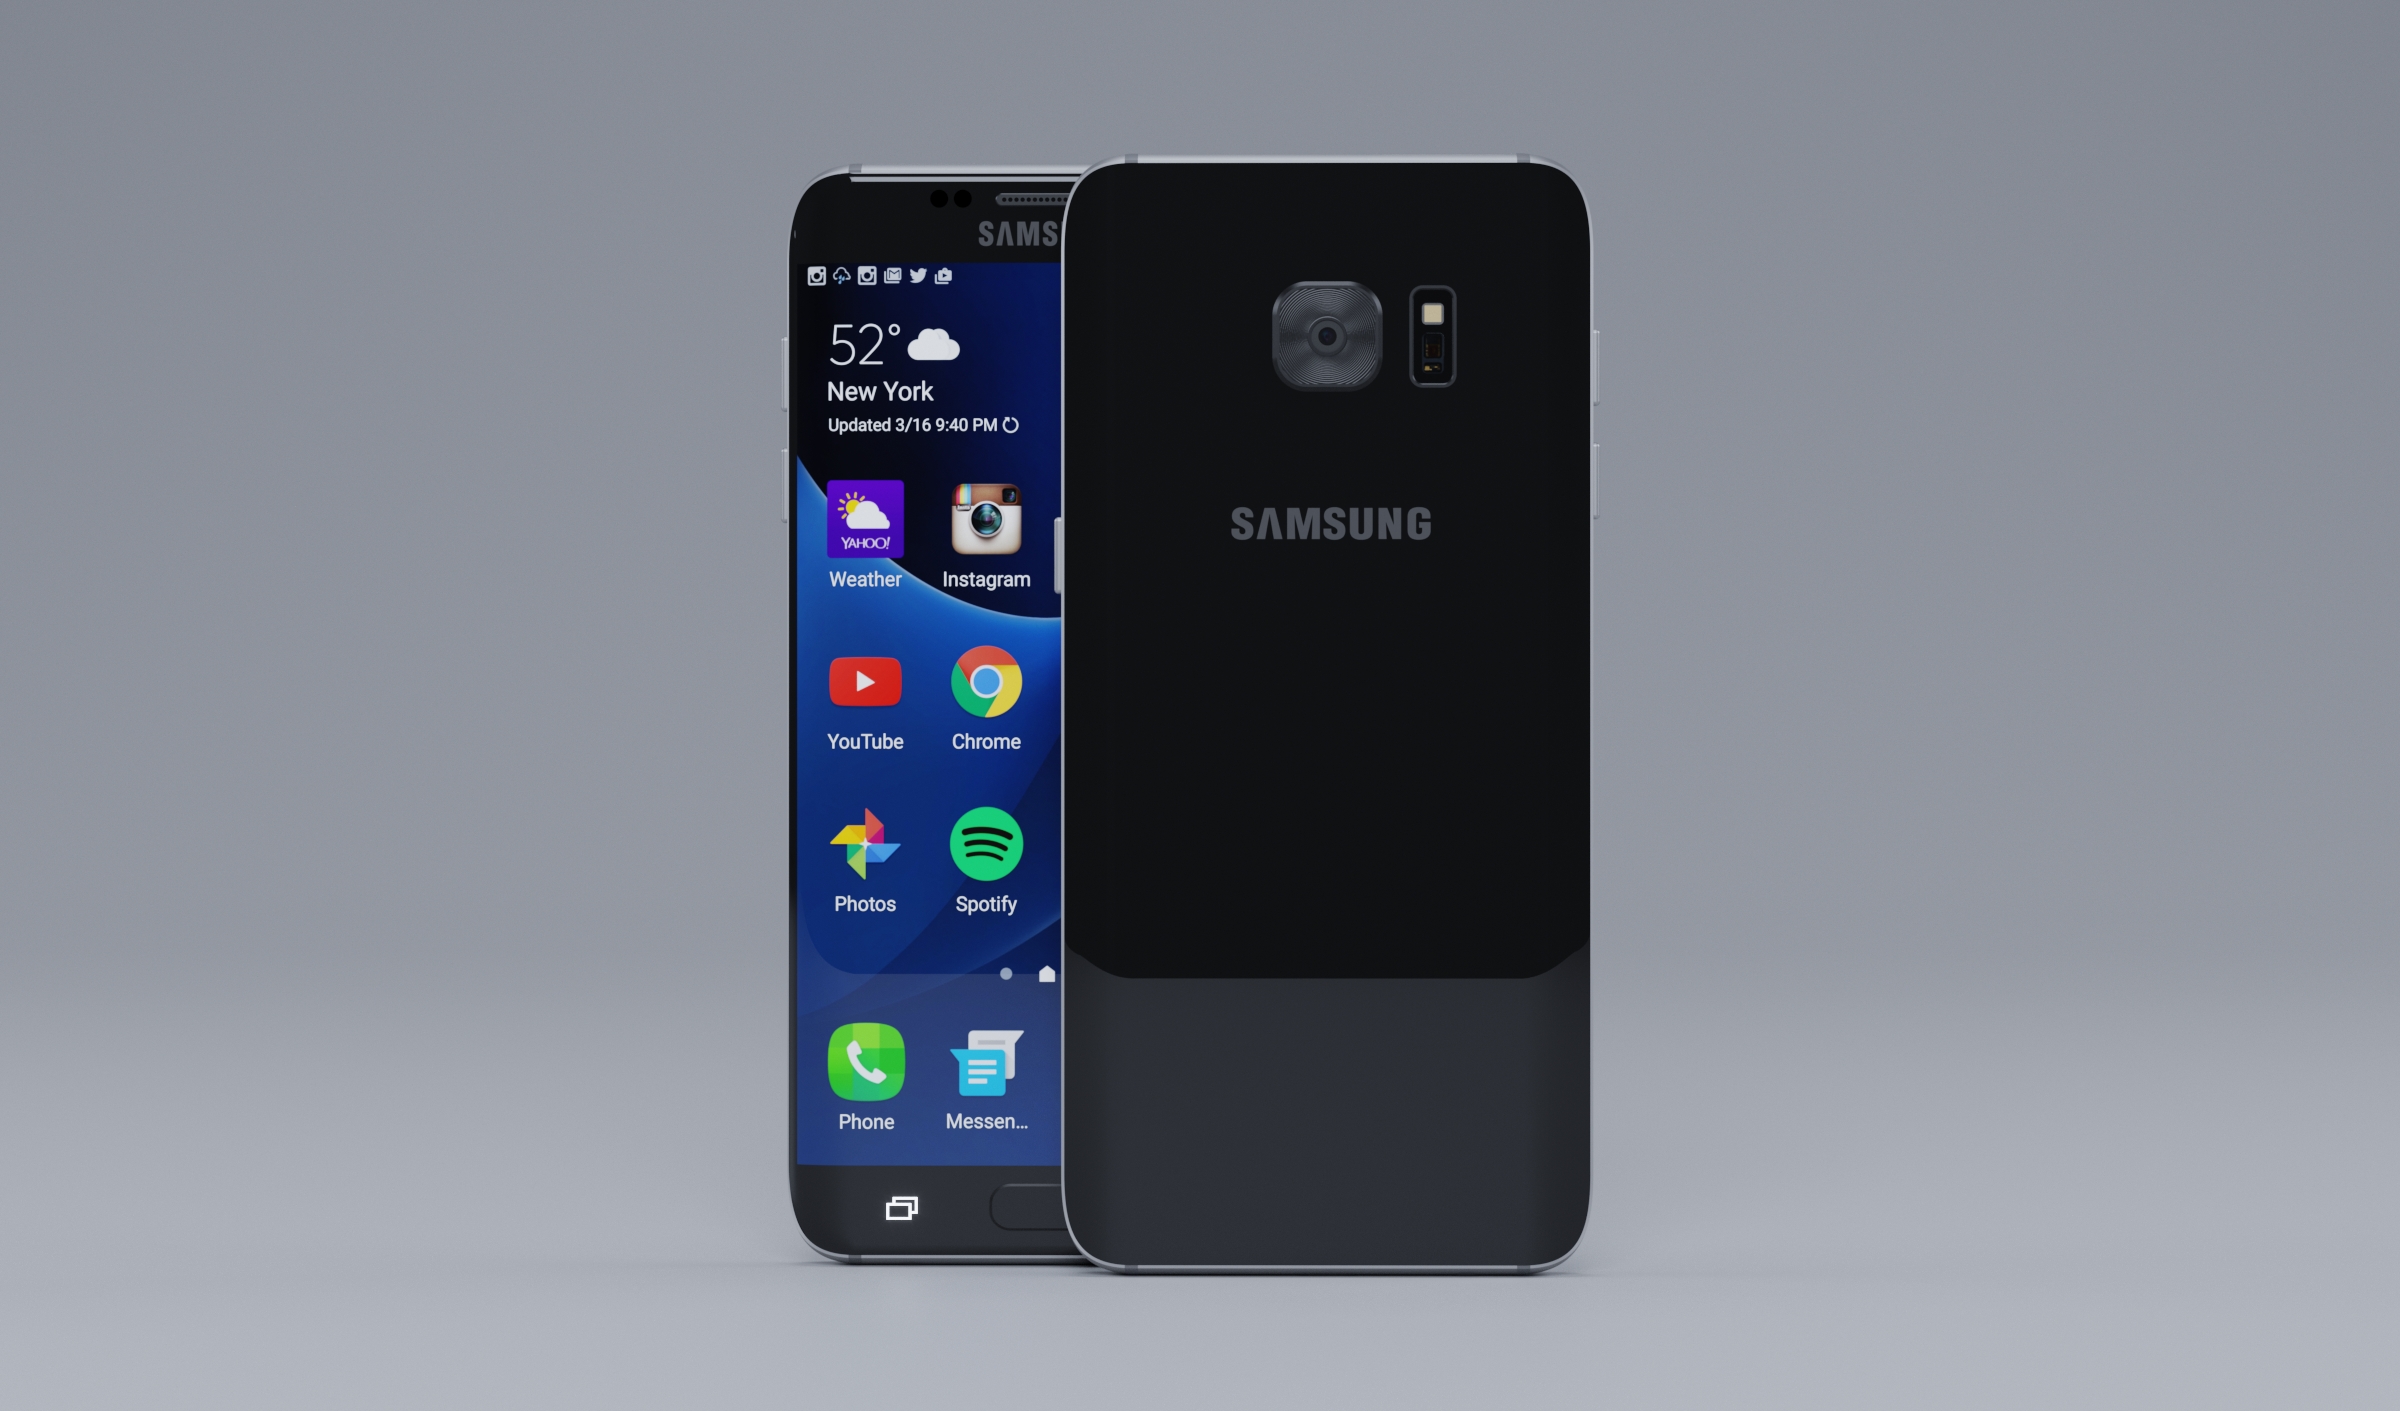 SAMS
52°
New York
Updated 3/16 9:40 PM
YAHOO!
Weather Instagram
YouTube Chrome
Photos Spotify
Phone Messen...
SAMSUNG